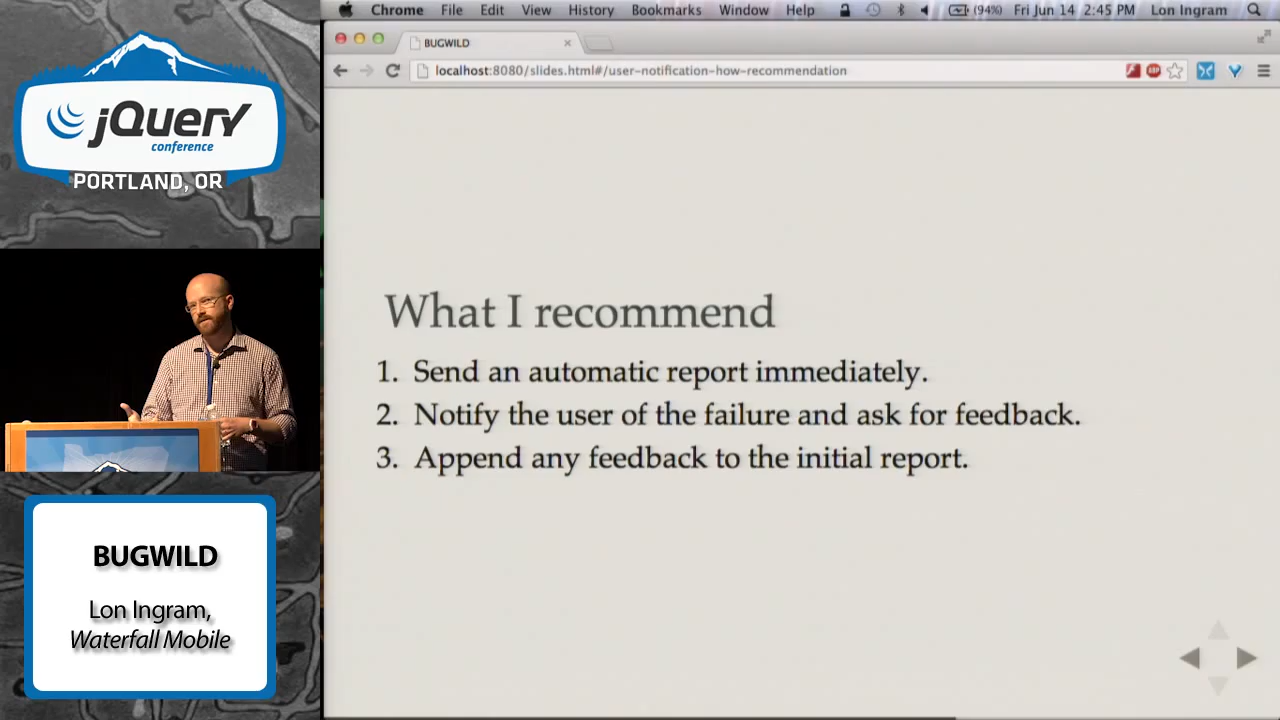 jQuery
conference
PORTLAND, OR
BUGWILD
Lon Ingram,
Waterfall Mobile
Chrome File Edit View History Bookmarks Window Help (94%) Fri Jun 14 2:45 PM Lon Ingram
BUGWILD
localhost:8080/slides.html#/user-notification-how-recommendation
ABP
What I recommend
1. Send an automatic report immediately.
2. Notify the user of the failure and ask for feedback.
3. Append any feedback to the initial report.